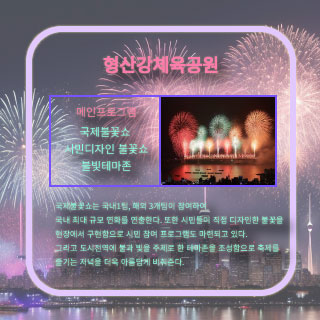 형산강체육공원
메인프로그램
국제불꽃쇼
시민디자인 불꽃쇼
불빛테마존
국제불꽃쇼는 국내1팀, 해외 3개팀이 참여하여,
국내 최대 규모 연화를 연출한다. 또한 시민들이 직접 디자인한 불꽃을
현장에서 구현함으로 시민 참여 프로그램도 마련되고 있다.
그리고 도시전역에 불과 빛을 주제로 한 테마존을 조성함으로 축제를
즐기는 저녁을 더욱 아름답게 비춰준다.